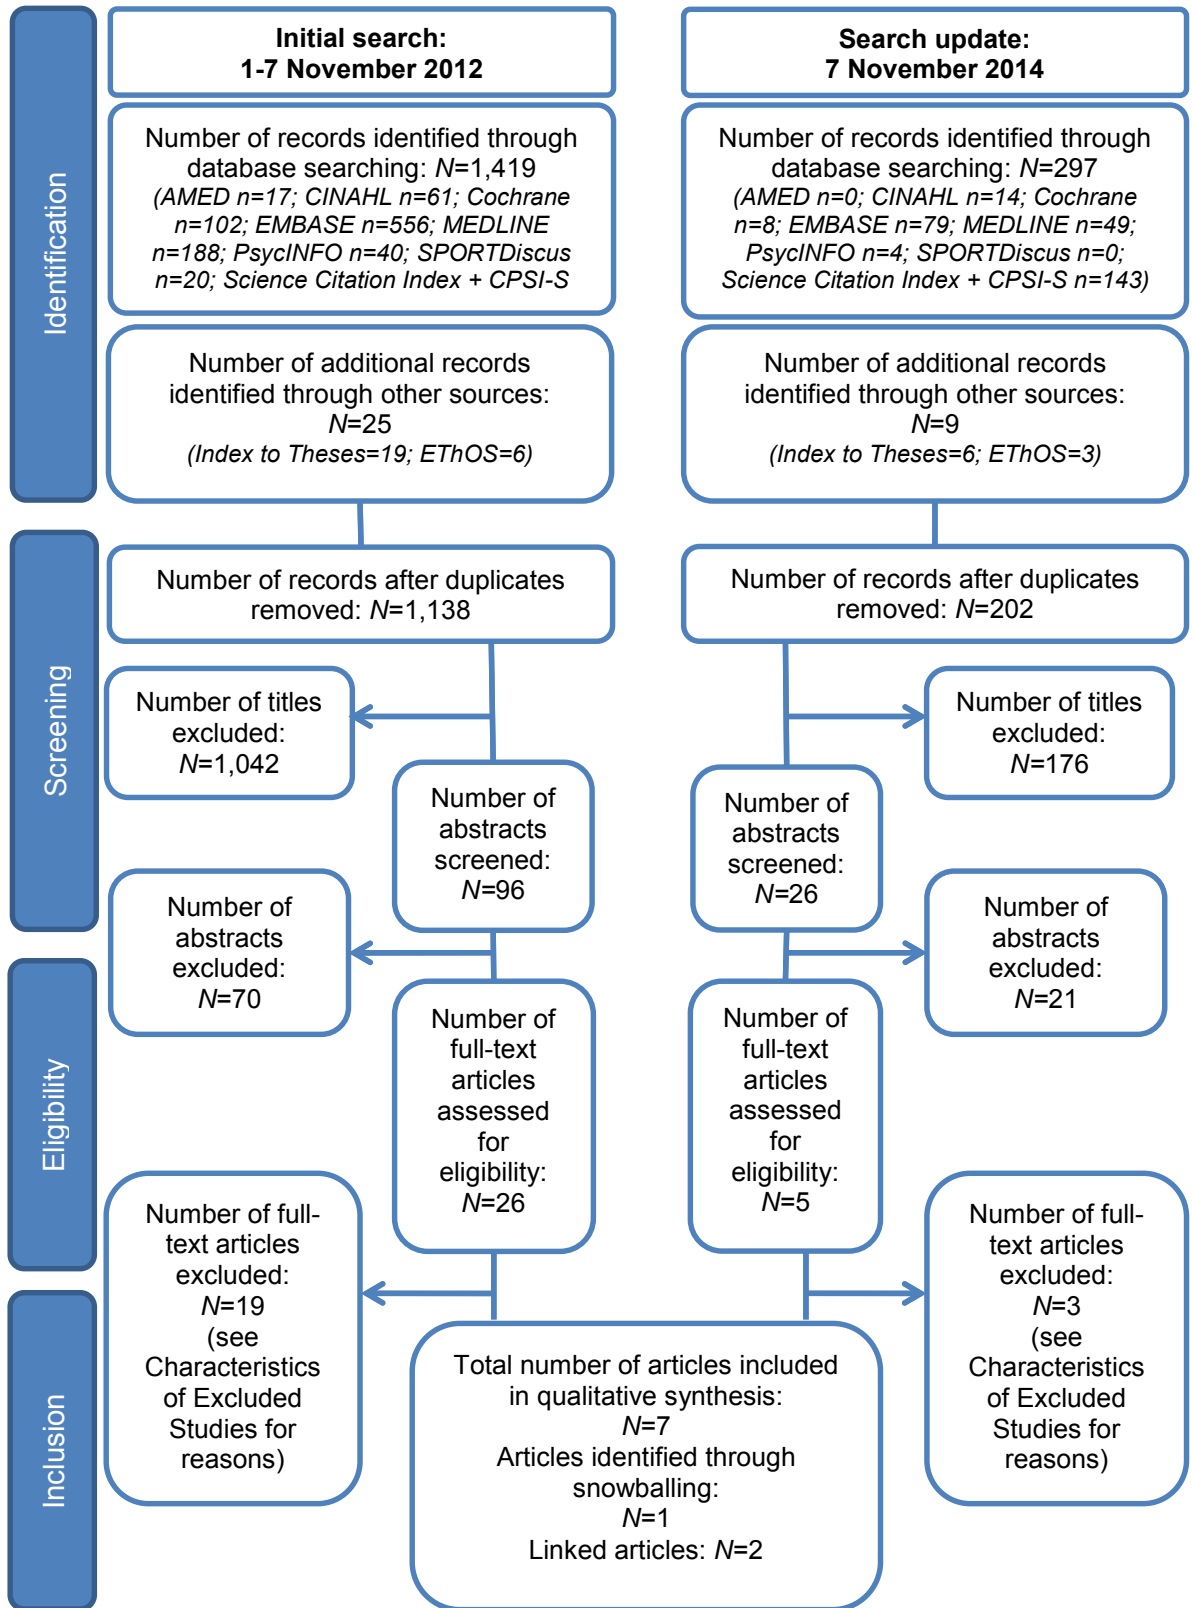 Initial search:
1-7 November 2012
Search update:
7 November 2014
Identification
Number of records identified through
database searching: N=1,419
(AMED n=17; CINAHL n=61; Cochrane
n=102; EMBASE n=556; MEDLINE
n=188; PsycINFO n=40; SPORTDiscus
n=20; Science Citation Index + CPSI-S
Number of records identified through
database searching: N=297
(AMED n=0; CINAHL n=14; Cochrane
n=8; EMBASE n=79; MEDLINE n=49;
PsycINFO n=4; SPORTDiscus n=0;
Science Citation Index + CPSI-S n=143)
Number of additional records
identified through other sources:
N=25
(Index to Theses=19; EThOS=6)
Number of additional records
identified through other sources:
N=9
(Index to Theses=6; EThOS=3)
Screening
Number of records after duplicates
removed: N=1,138
Number of records after duplicates
removed: N=202
Number of titles
excluded:
N=1,042
Number of
abstracts
screened:
N=96
Number of
abstracts
screened:
N=26
Number of titles
excluded:
N=176
Number of
abstracts
excluded:
N=70
Number of
abstracts
excluded:
N=21
Eligibility
Number of
full-text
articles
assessed
for
eligibility:
N=26
Number of
full-text
articles
assessed
for
eligibility:
N=5
Number of full-
text articles
excluded:
N=19
(see
Characteristics
of Excluded
Studies for
reasons)
Number of full-
text articles
excluded:
N=3
(see
Characteristics
of Excluded
Studies for
reasons)
Inclusion
Total number of articles included
in qualitative synthesis:
N=7
Articles identified through
snowballing:
N=1
Linked articles: N=2